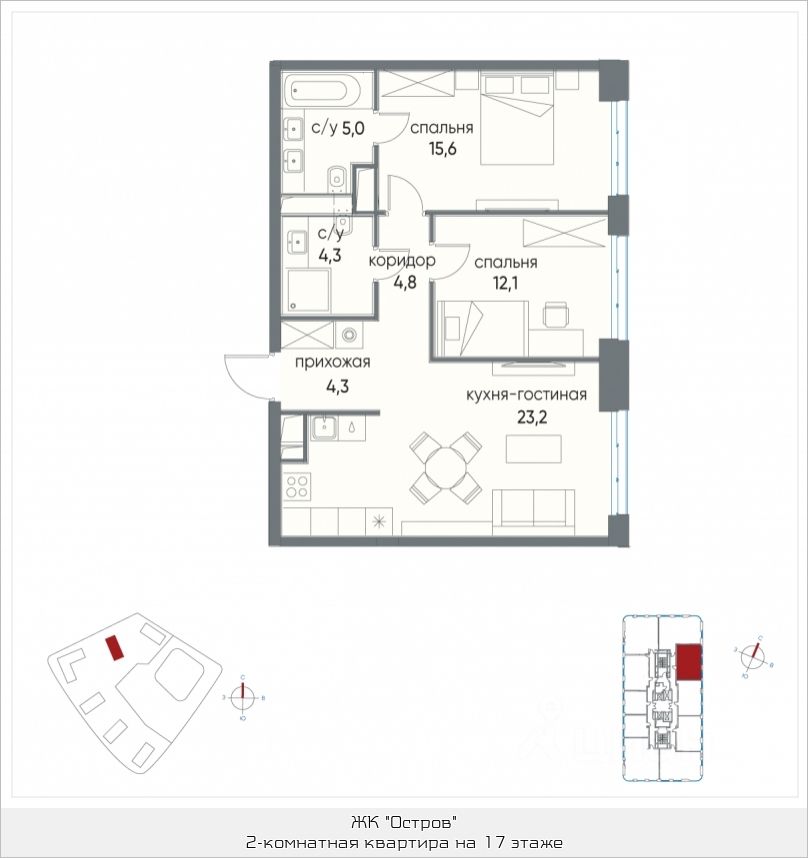 с/у 5,0
спальня
15,6
с/у
4,3
коридор
4,8
спальня
12,1
прихожая
4,3
кухня-гостиная
23,2
С
З В
Ю
С
З В
Ю
ЖК "Остров"
2-комнатная квартира на 17 этаже